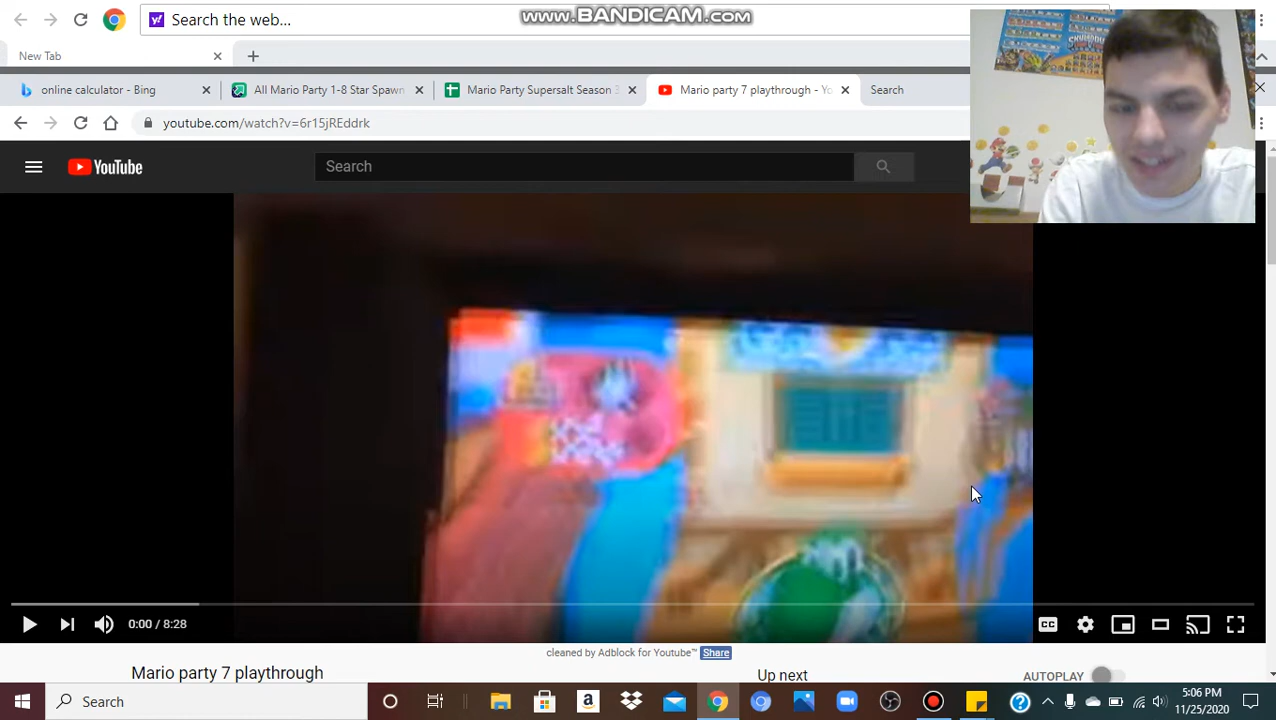 Search the web...
www.BANDICAM.com
New Tab
online calculator - Bing
All Mario Party 1-8 Star Spawn
Mario Party Supersalt Season 3
Mario party 7 playthrough - Yo
Search
youtube.com/watch?v=6r15jREddrk
YouTube
Search
0:00 / 8:28
CC
cleaned by Adblock for Youtube™ Share
Mario party 7 playthrough
Up next
AUTOPLAY
Search
5:06 PM
11/25/2020